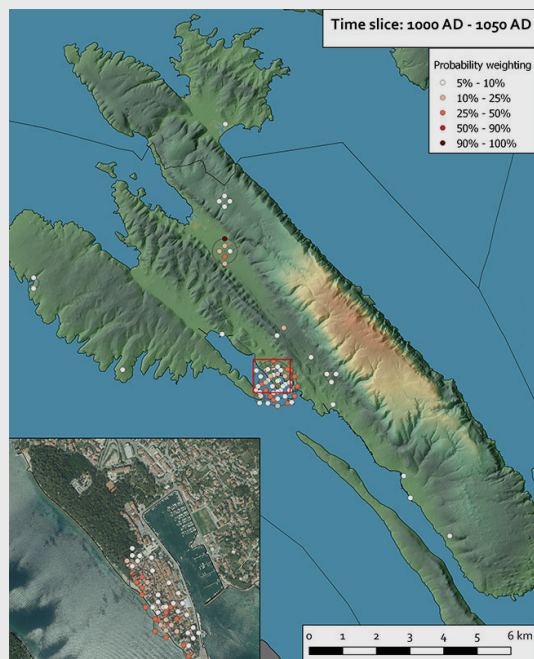 Time slice: 1000 AD - 1050 AD
Probability weighting
5% - 10%
10% - 25%
25% - 50%
50% - 90%
90% - 100%
0 1 2 3 4 5 6 km